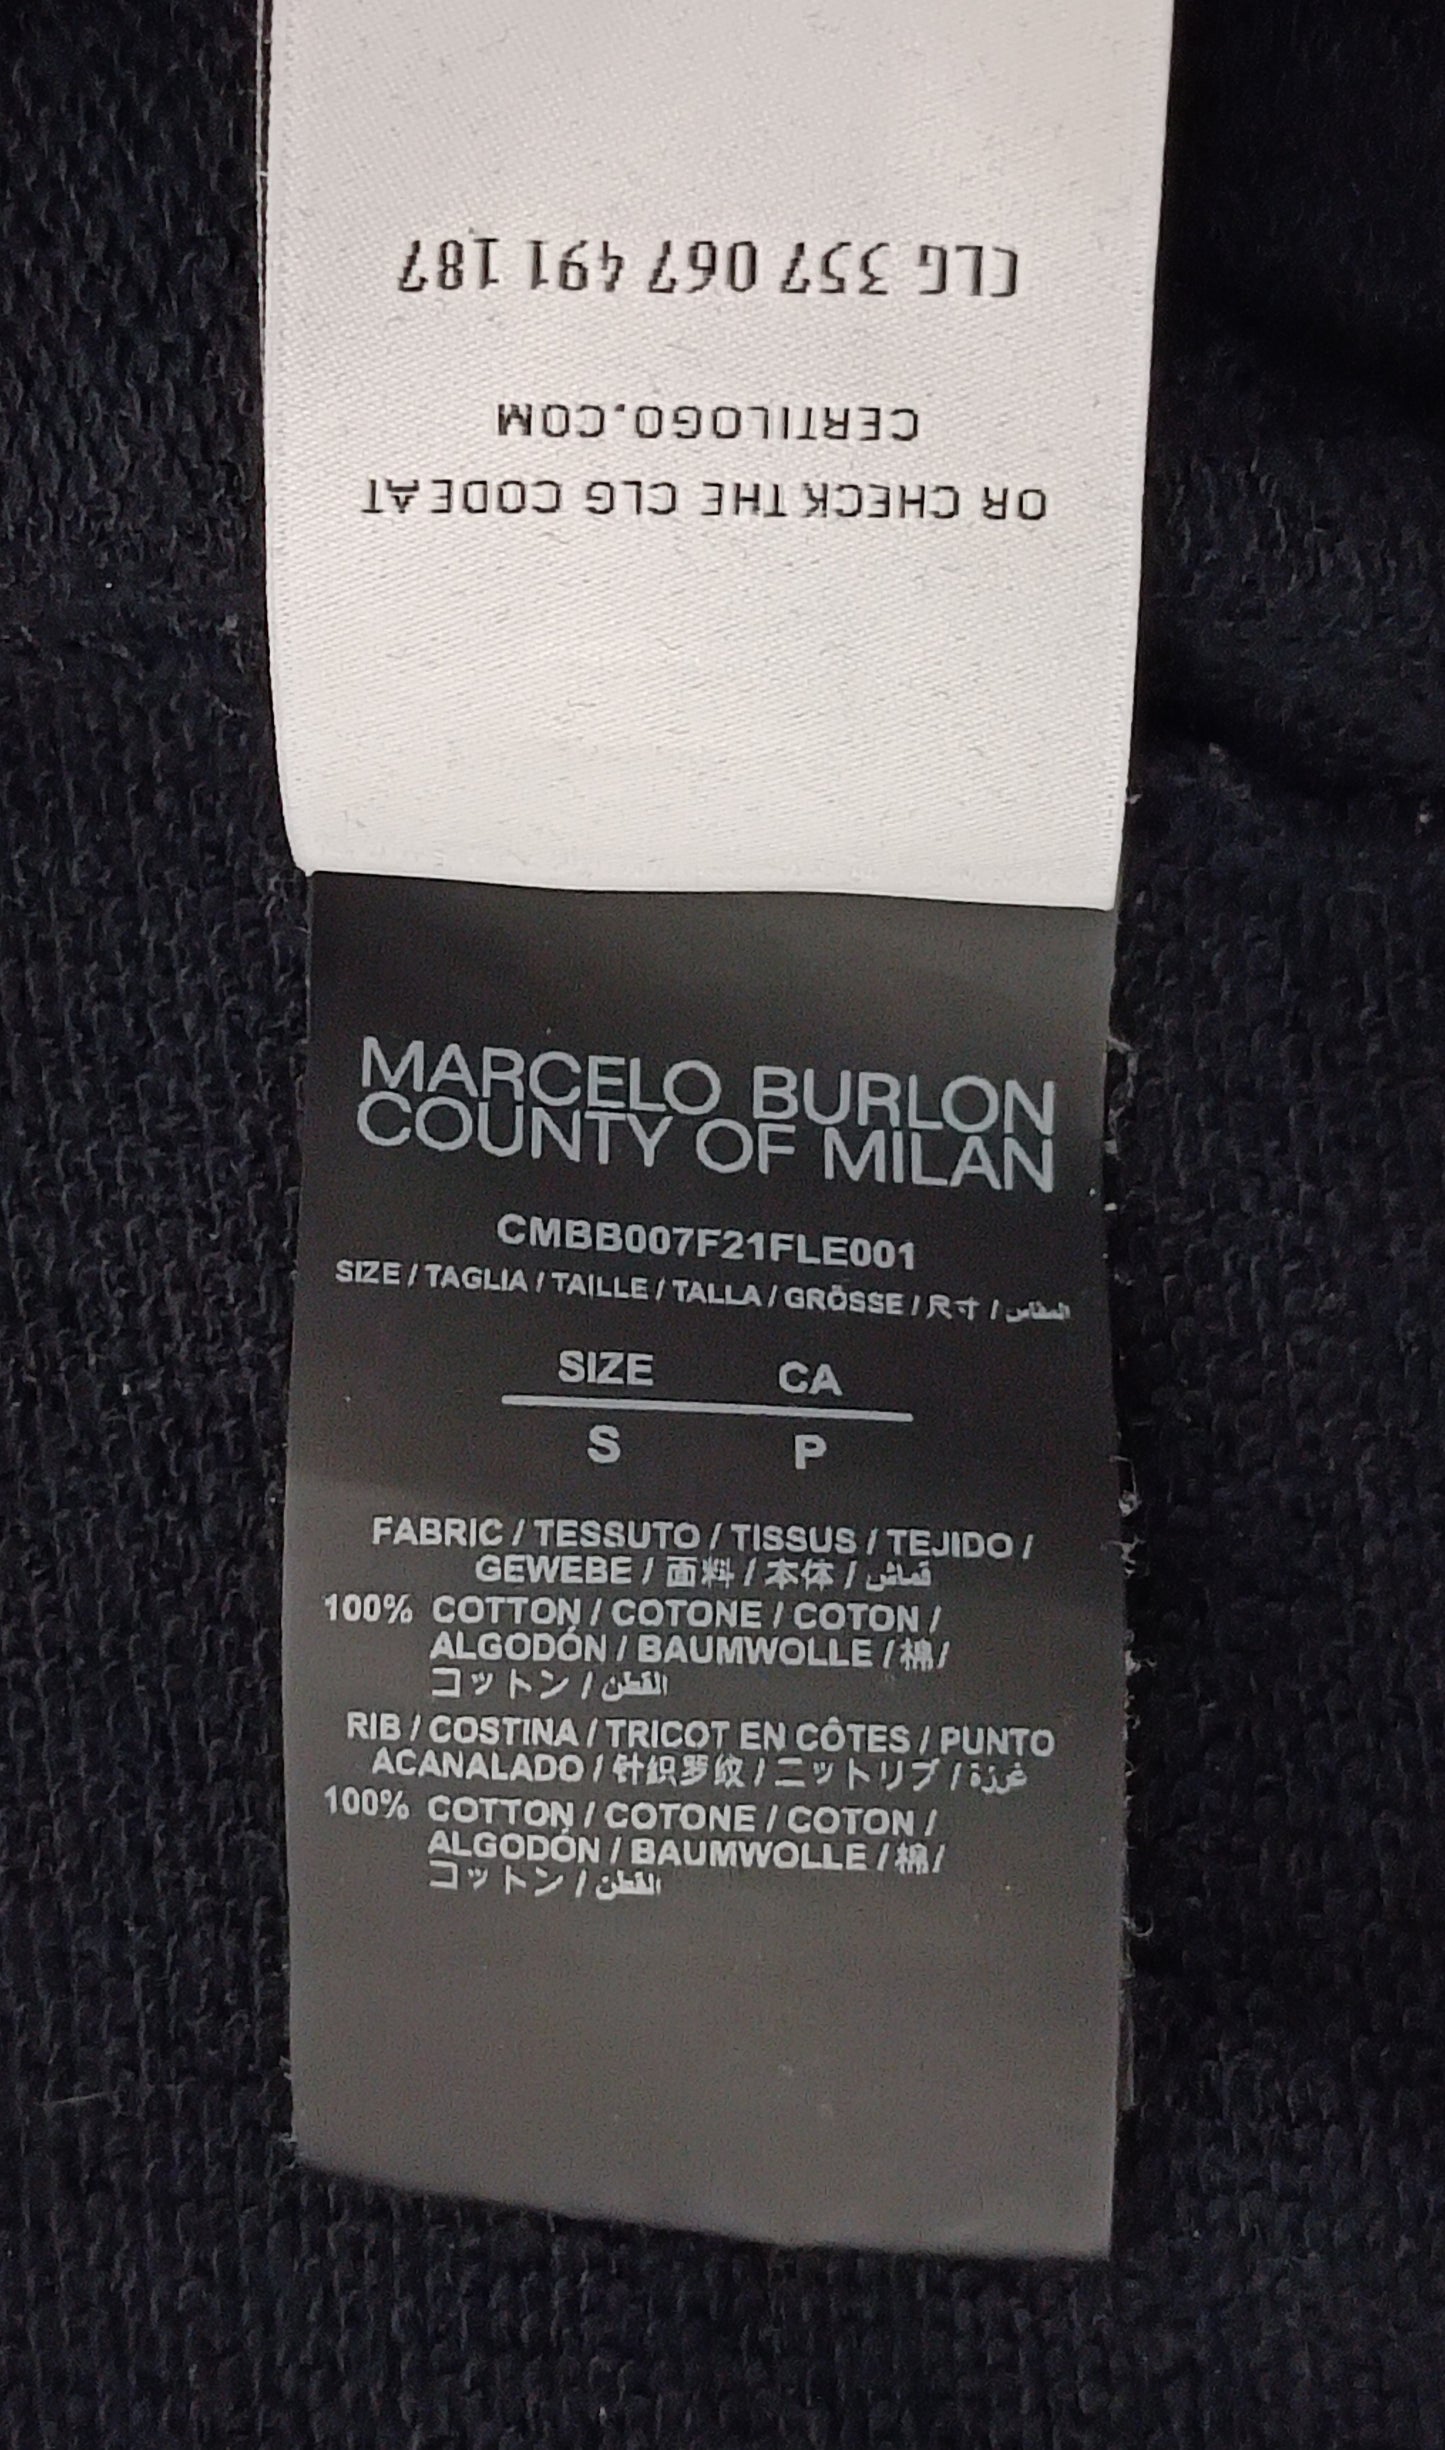 OR CHECK THE CLG CODE AT
CERTILOGO.COM
CLG 357 067 491 187
MARCELO BURLON
COUNTY OF MILAN
CMBB007F21FLE001
SIZE / TAGLIA / TAILLE / TALLA / GRÖSSE / 尺寸 / المقاس
SIZE CA
S P
FABRIC / TESSUTO / TISSUS / TEJIDO /
GEWEBE / 面料 / 本体 / قماش
100% COTTON / COTONE / COTON /
ALGODÓN / BAUMWOLLE / 棉/
コットン / القطن
RIB / COSTINA / TRICOT EN CÔTES / PUNTO
ACANALADO / 针织罗纹 / ニットリブ / غرزة
100% COTTON / COTONE / COTON /
ALGODÓN / BAUMWOLLE / 棉/
コットン / القطن